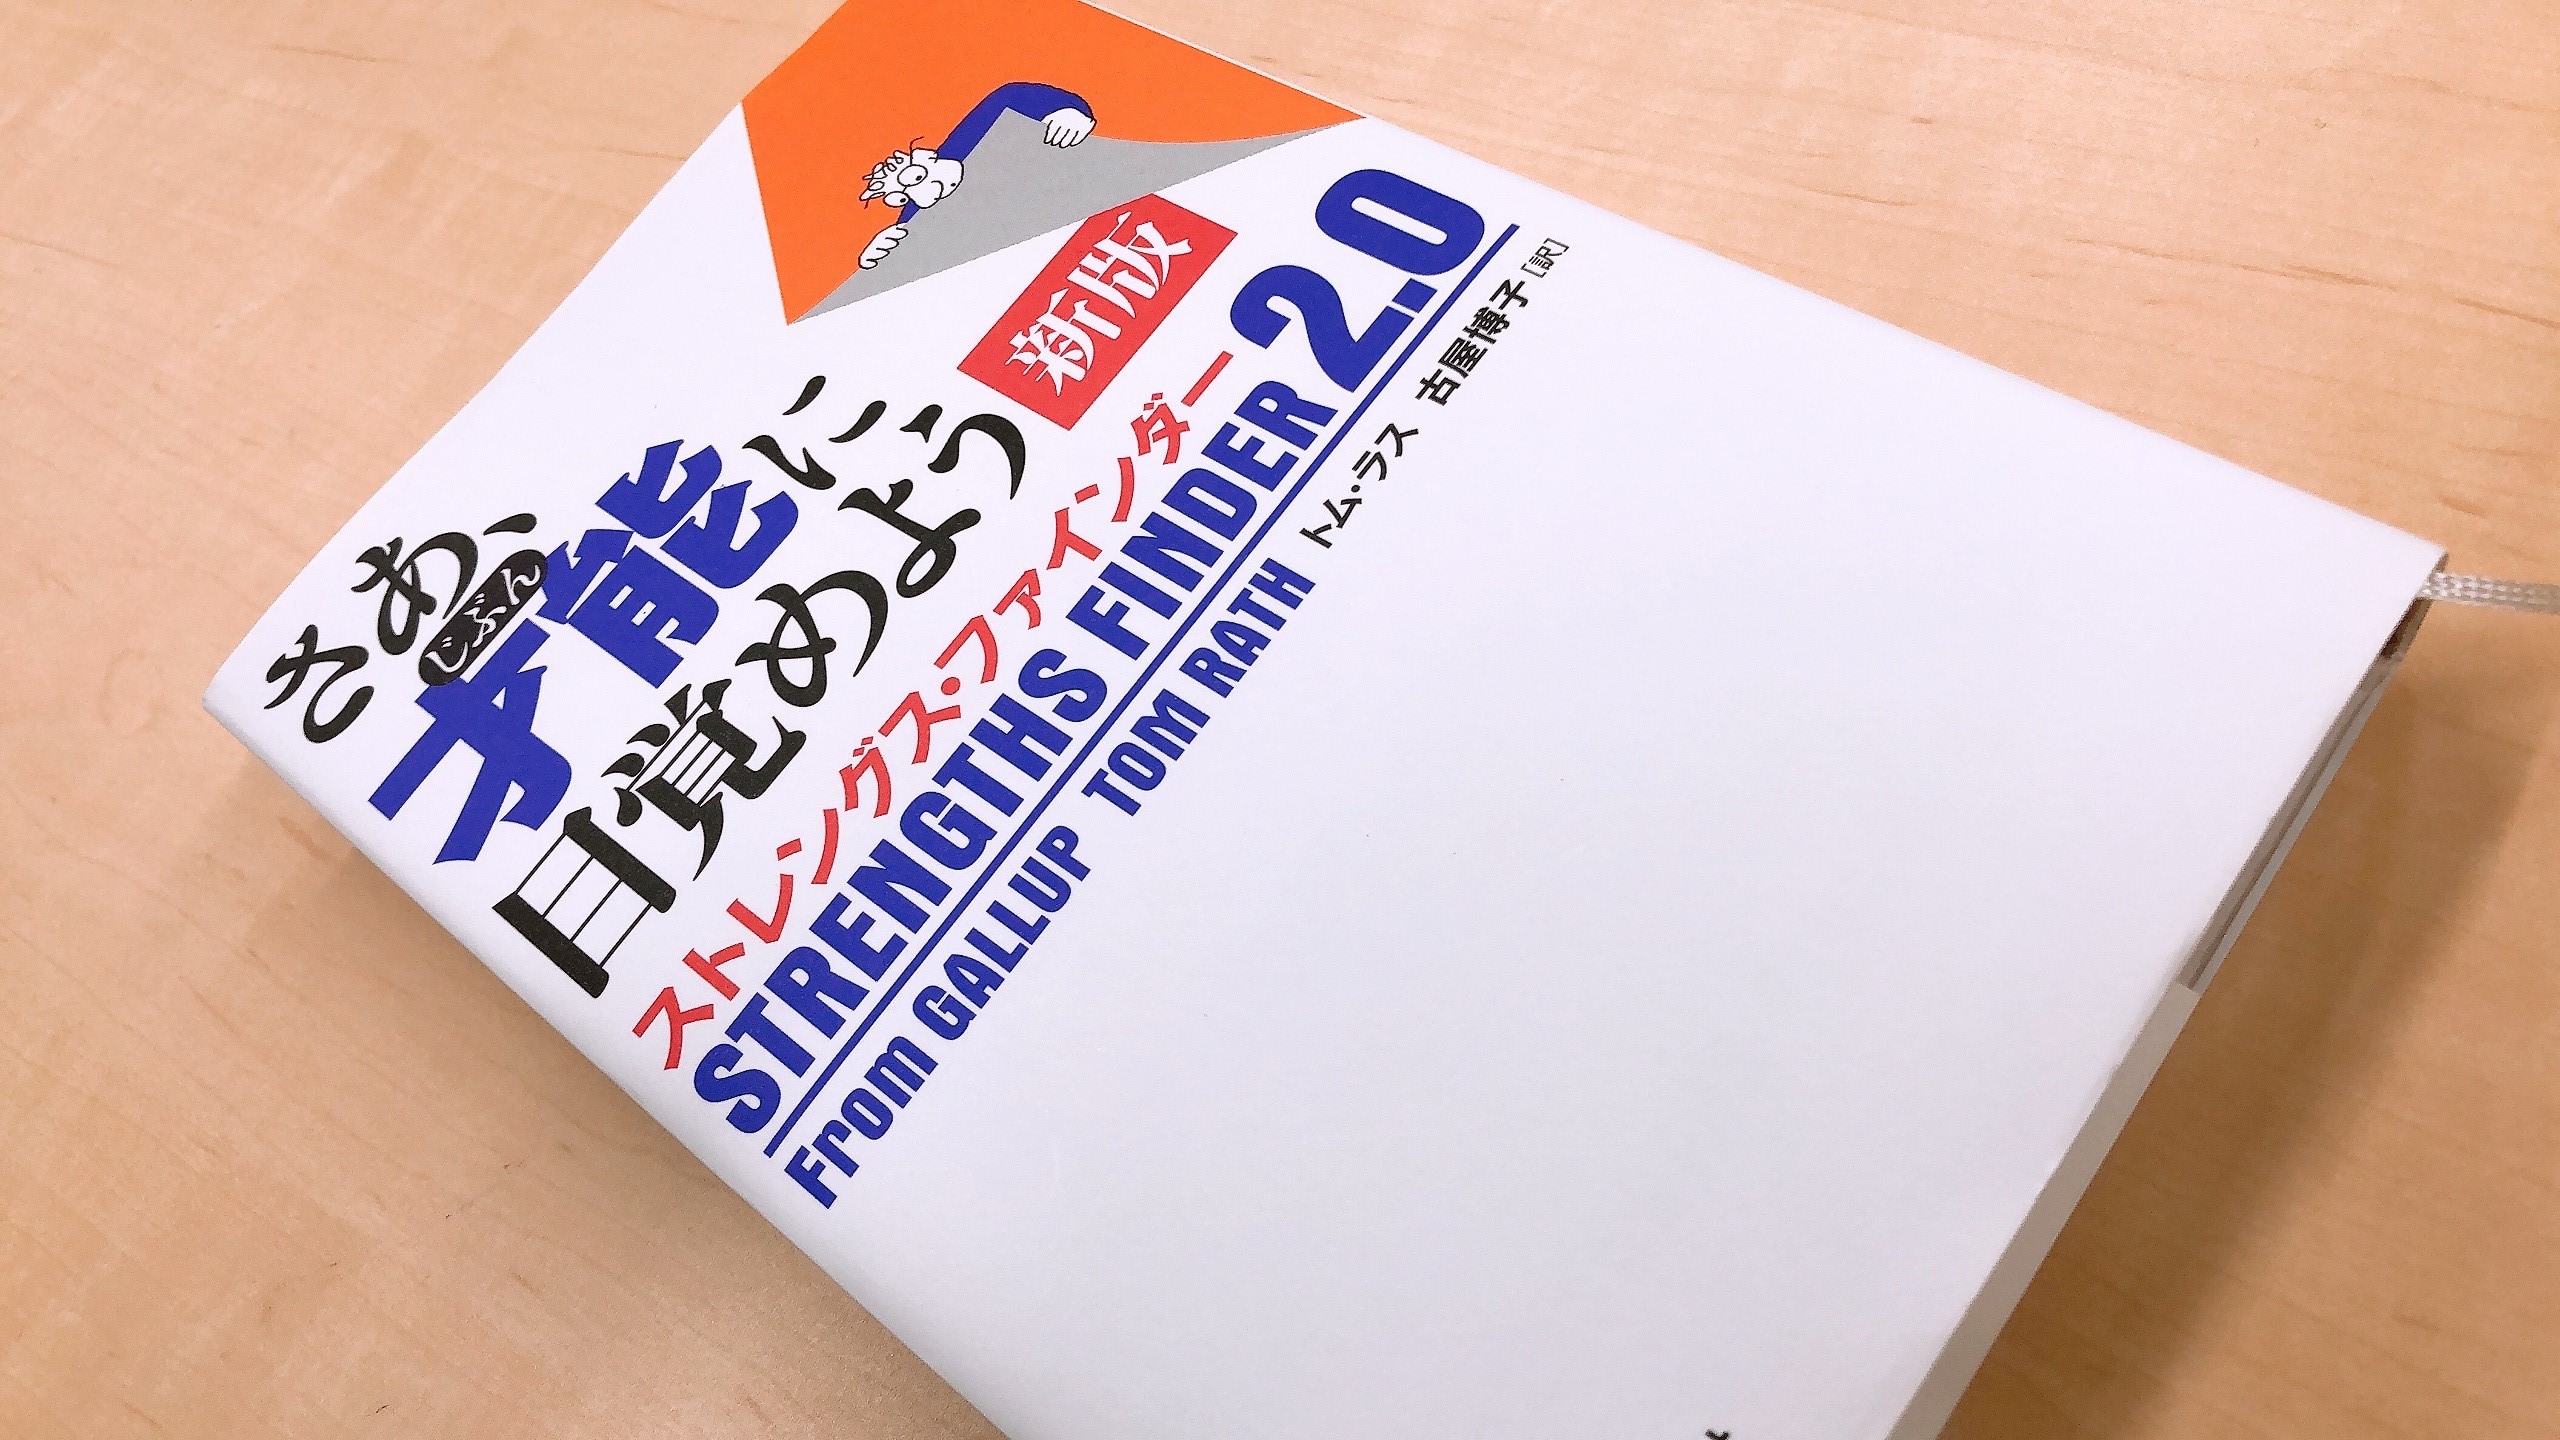 さあ、才能に
じぶん
目覚めよう
新版
ストレングス・ファインダー
STRENGTHS FINDER 2.0
From GALLUP TOM RATH トム・ラス 古屋博子[訳]